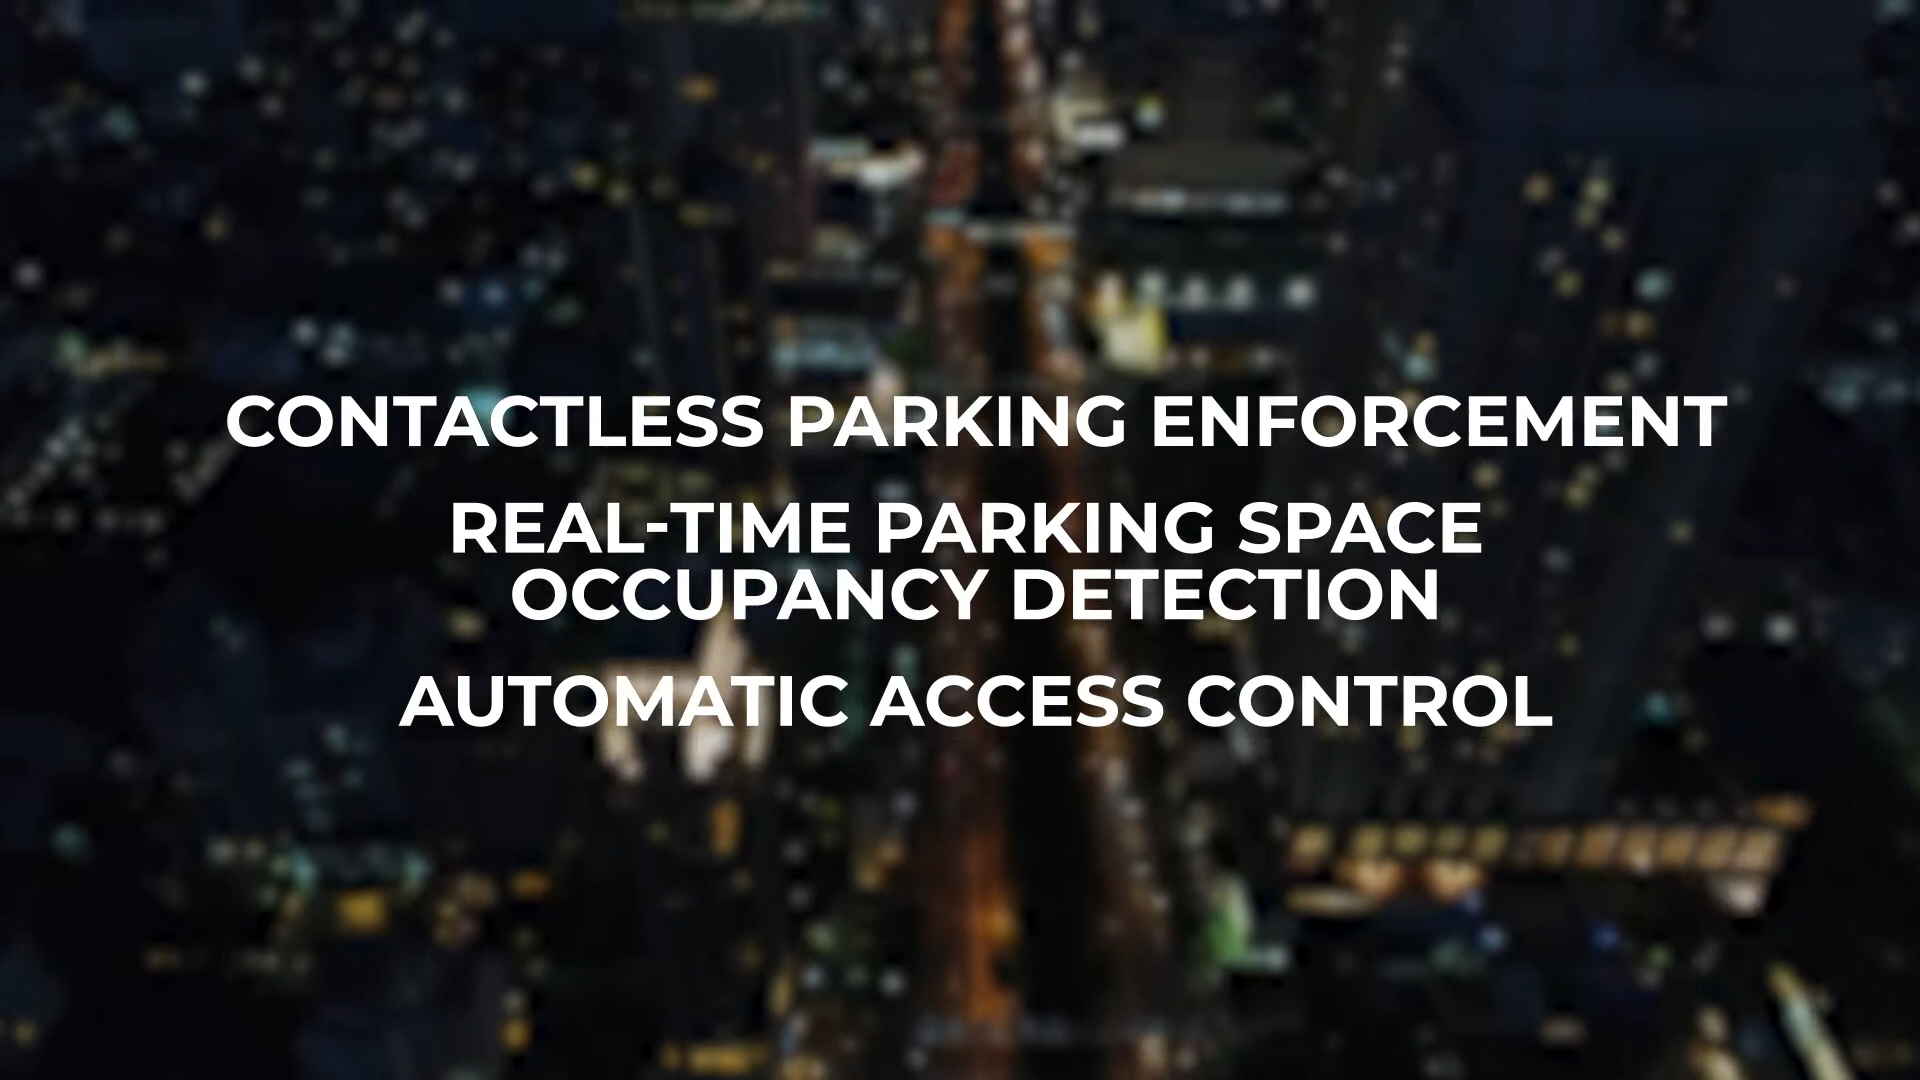 CONTACTLESS PARKING ENFORCEMENT
REAL-TIME PARKING SPACE
OCCUPANCY DETECTION
AUTOMATIC ACCESS CONTROL